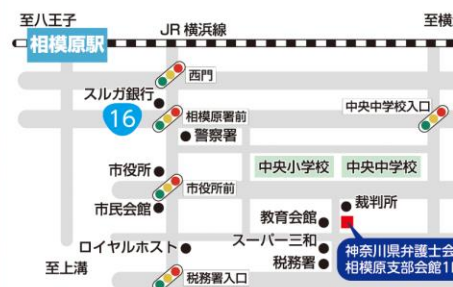 至八王子
JR横浜線
至横
相模原駅
西門
スルガ銀行
16
相模原署前
中央中学校入口
警察署
市役所
中央小学校
中央中学校
市役所前
市民会館
裁判所
教育会館
ロイヤルホスト
スーパー三和
神奈川県弁護士会
至上溝
税務署
相模原支部会館1
税務署入口